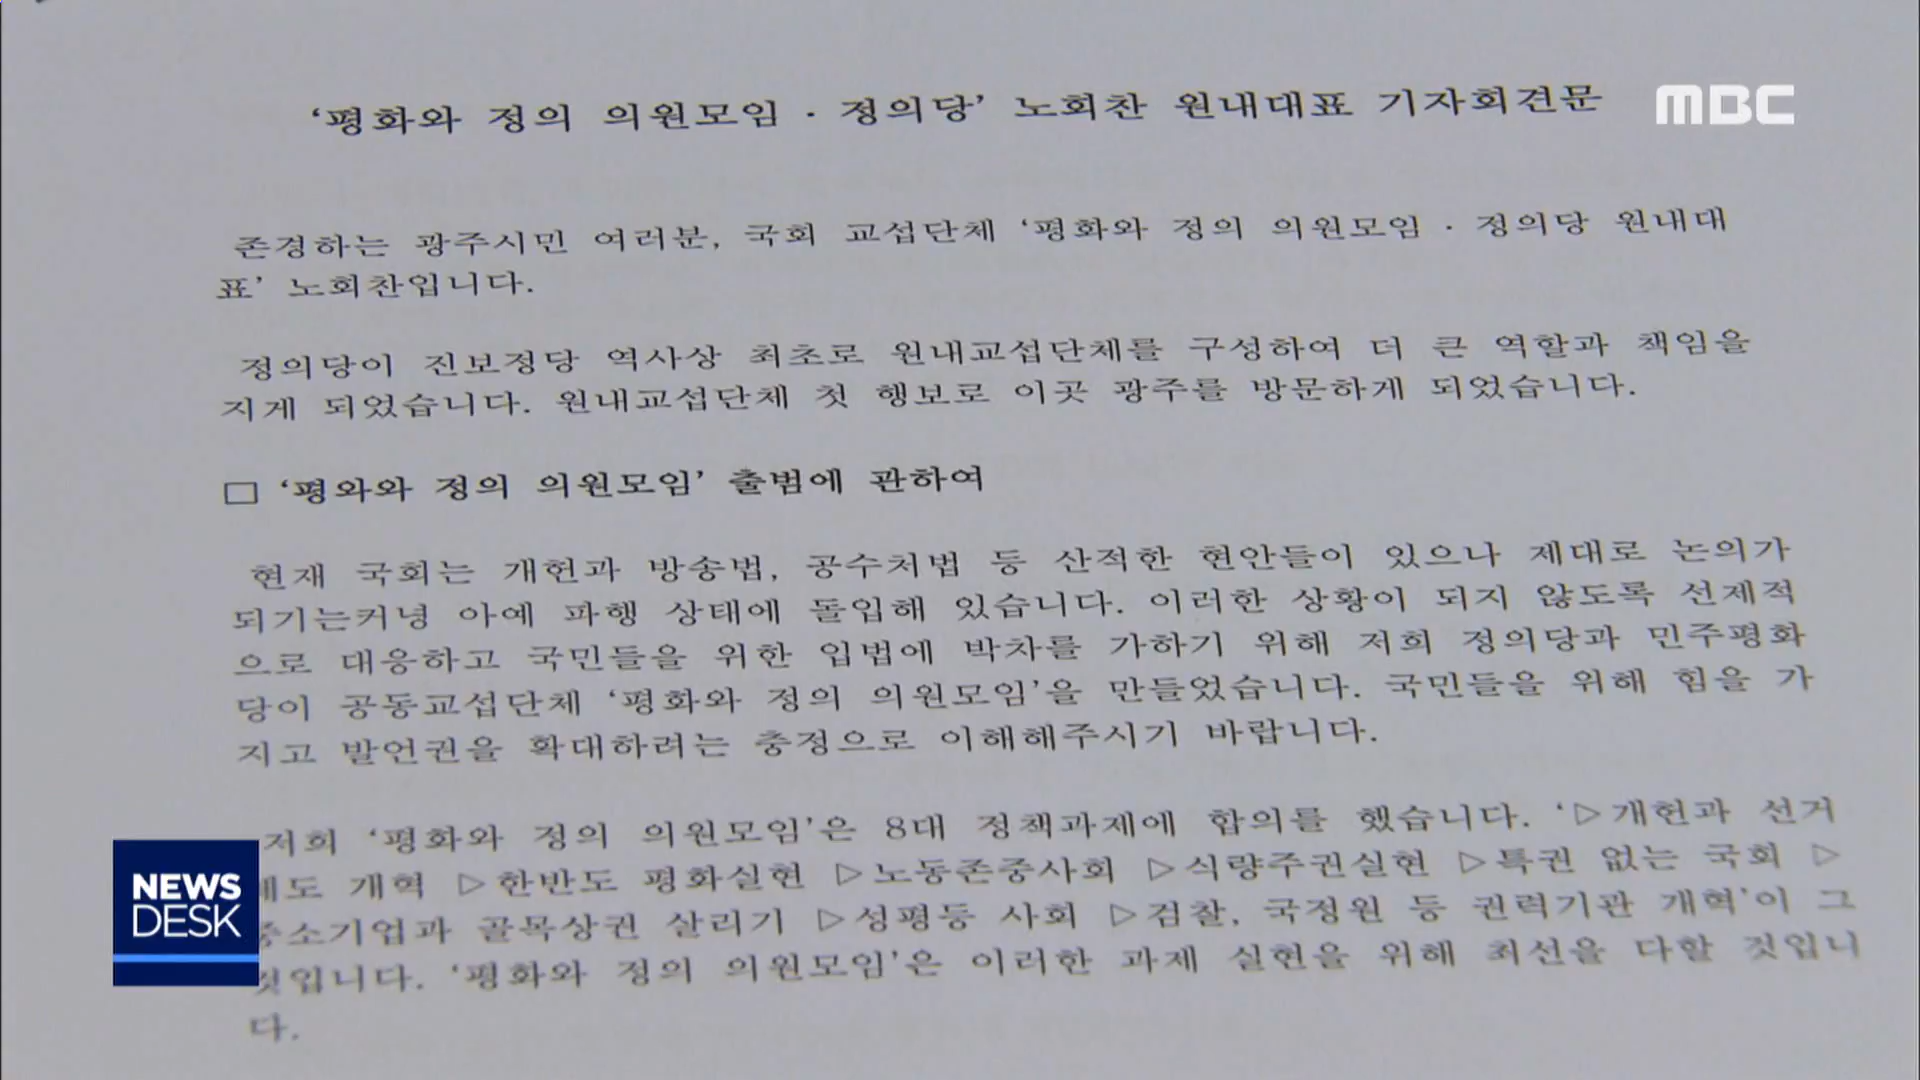 ‘평화와 정의 의원모임 · 정의당’ 노회찬 원내대표 기자회견문
MBC
존경하는 광주시민 여러분, 국회 교섭단체 ‘평화와 정의 의원모임 · 정의당 원내대
표’ 노회찬입니다.
정의당이 진보정당 역사상 최초로 원내교섭단체를 구성하여 더 큰 역할과 책임을
지게 되었습니다. 원내교섭단체 첫 행보로 이곳 광주를 방문하게 되었습니다.
□ ‘평와와 정의 의원모임’ 출범에 관하여
현재 국회는 개헌과 방송법, 공수처법 등 산적한 현안들이 있으나 제대로 논의가
되기는커녕 아예 파행 상태에 돌입해 있습니다. 이러한 상황이 되지 않도록 선제적
으로 대응하고 국민들을 위한 입법에 박차를 가하기 위해 저희 정의당과 민주평화
당이 공동교섭단체 ‘평화와 정의 의원모임’을 만들었습니다. 국민들을 위해 힘을 가
지고 발언권을 확대하려는 충정으로 이해해주시기 바랍니다.
저희 ‘평화와 정의 의원모임’은 8대 정책과제에 합의를 했습니다. ‘▷개헌과 선거
개혁 ▷한반도 평화실현 ▷노동존중사회 ▷식량주권실현 ▷특권 없는 국회 ▷
골목상권 살리기 ▷성평등 사회 ▷검찰, 국정원 등 권력기관 개혁’이 그
것입니다. ‘평화와 정의 의원모임’은 이러한 과제 실현을 위해 최선을 다할 것입니
다.
NEWS
DESK